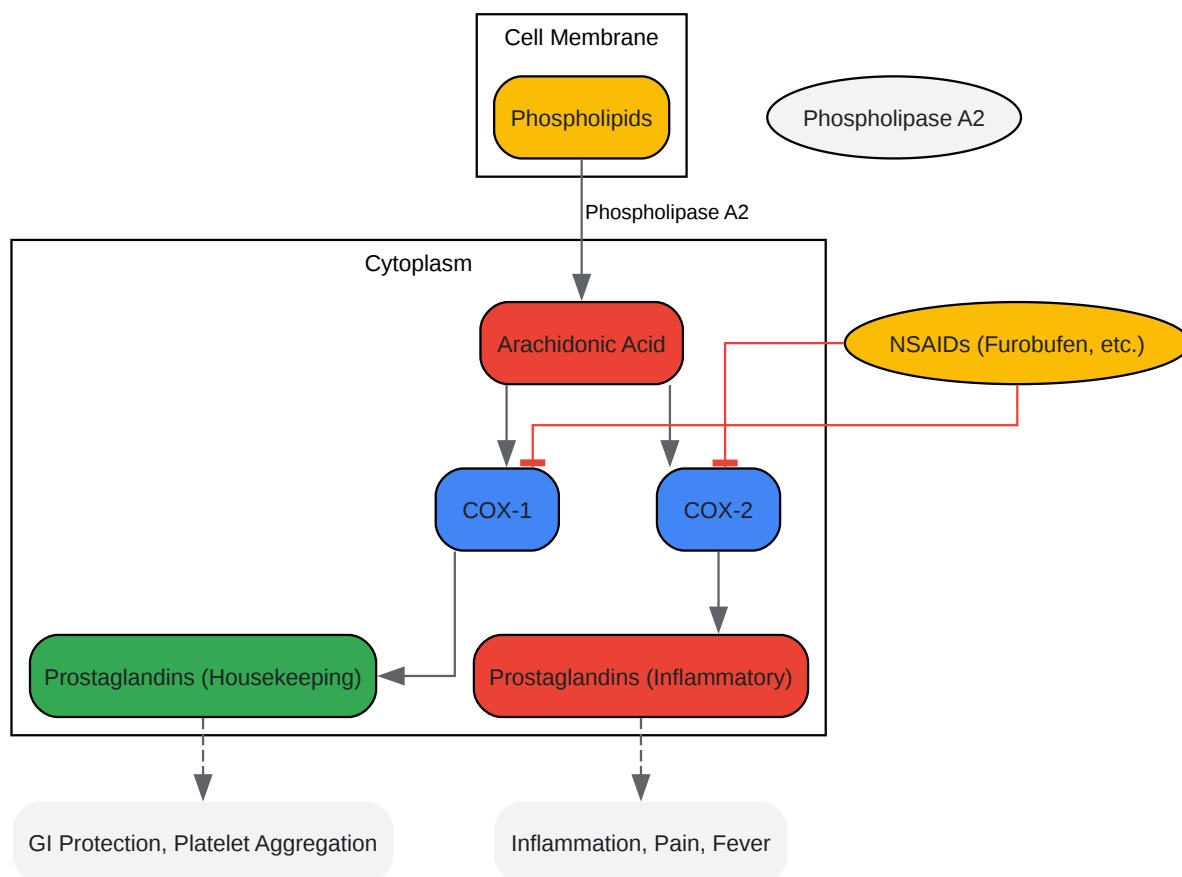 Cell Membrane
Phospholipids
Phospholipase A2
Phospholipase A2
Cytoplasm
Arachidonic Acid
NSAIDs (Furobufen, etc.)
COX-1
COX-2
Prostaglandins (Housekeeping)
Prostaglandins (Inflammatory)
GI Protection, Platelet Aggregation
Inflammation, Pain, Fever